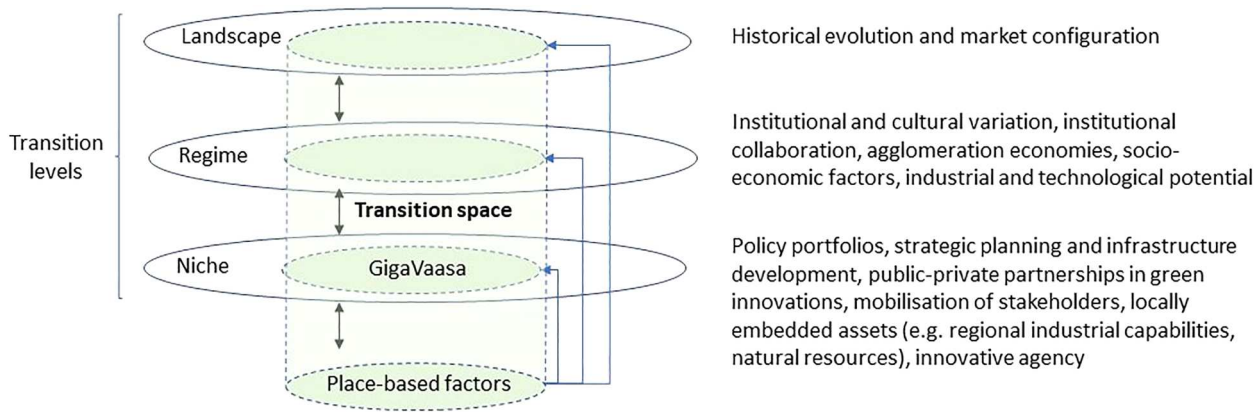 Landscape
Historical evolution and market configuration
Transition
levels
Regime
Institutional and cultural variation, institutional
collaboration, agglomeration economies, socio-
economic factors, industrial and technological potential
Transition space
Niche
GigaVaasa
Policy portfolios, strategic planning and infrastructure
development, public-private partnerships in green
innovations, mobilisation of stakeholders, locally
embedded assets (e.g. regional industrial capabilities,
natural resources), innovative agency
Place-based factors